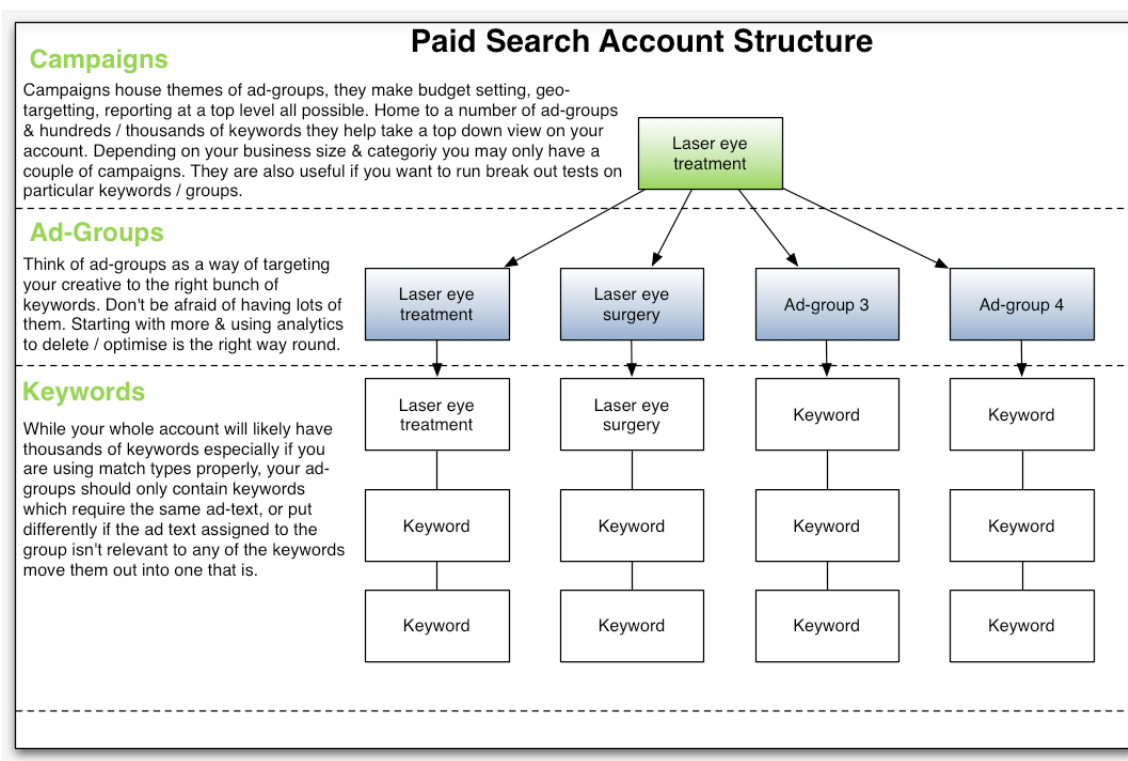 Paid Search Account Structure
Campaigns
Campaigns house themes of ad-groups, they make budget setting, geo-
targetting, reporting at a top level all possible. Home to a number of ad-groups
& hundreds / thousands of keywords they help take a top down view on your
account. Depending on your business size & categoriy you may only have a
couple of campaigns. They are also useful if you want to run break out tests on
particular keywords / groups.
Laser eye
treatment
Ad-Groups
Think of ad-groups as a way of targeting
your creative to the right bunch of
keywords. Don't be afraid of having lots of
them. Starting with more & using analytics
to delete / optimise is the right way round.
Laser eye
treatment
Laser eye
surgery
Ad-group 3
Ad-group 4
Keywords
While your whole account will likely have
thousands of keywords especially if you
are using match types properly, your ad-
groups should only contain keywords
which require the same ad-text, or put
differently if the ad text assigned to the
group isn't relevant to any of the keywords
move them out into one that is.
Laser eye
treatment
Laser eye
surgery
Keyword
Keyword
Keyword
Keyword
Keyword
Keyword
Keyword
Keyword
Keyword
Keyword